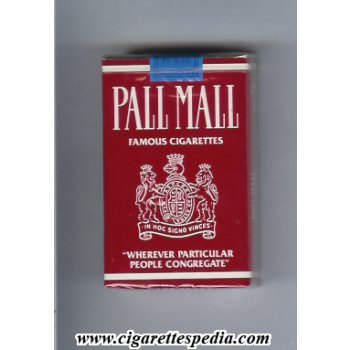 PALL MALL
FAMOUS CIGARETTES
IN HOC SIGNO VINCES
"WHEREVER PARTICULAR
PEOPLE CONGREGATE"
www.cigarettespedia.com